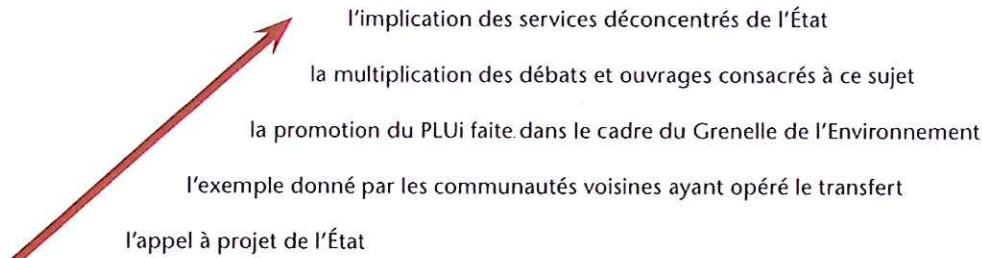 l'implication des services déconcentrés de l'État
la multiplication des débats et ouvrages consacrés à ce sujet
la promotion du PLUi faite dans le cadre du Grenelle de l'Environnement
l'exemple donné par les communautés voisines ayant opéré le transfert
l'appel à projet de l'État